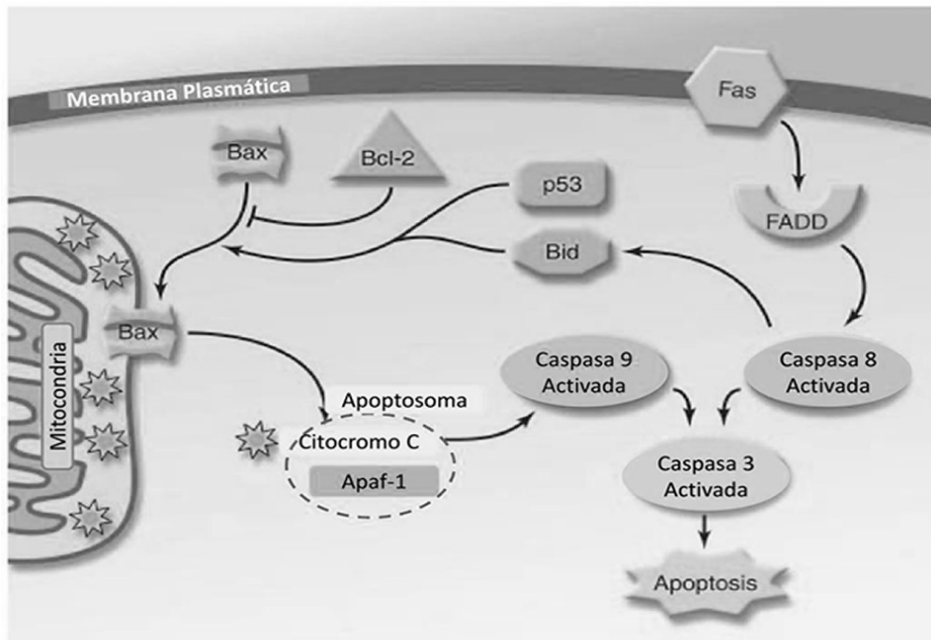 Membrana Plasmática
Fas
Bax
Bcl-2
p53
FADD
Bid
Bax
Mitocondria
Caspasa 9
Activada
Caspasa 8
Activada
Apoptosoma
Citocromo C
Apaf-1
Caspasa 3
Activada
Apoptosis